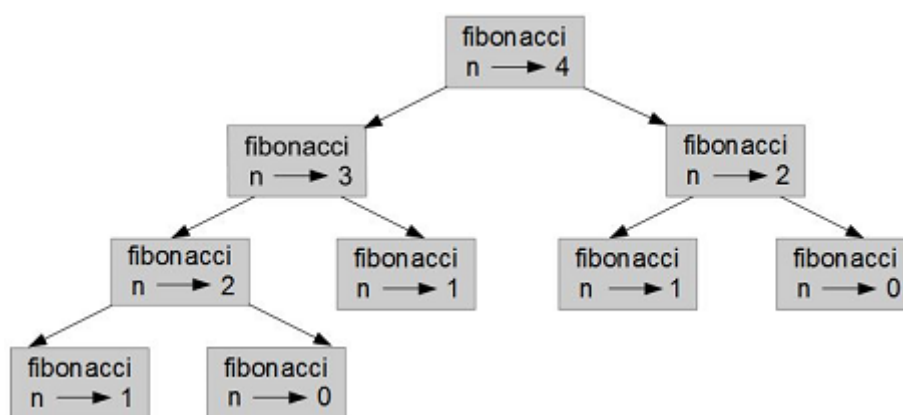 fibonacci
n → 4
fibonacci
n → 3
fibonacci
n → 2
fibonacci
n → 2
fibonacci
n → 1
fibonacci
n → 1
fibonacci
n → 0
fibonacci
n → 1
fibonacci
n → 0